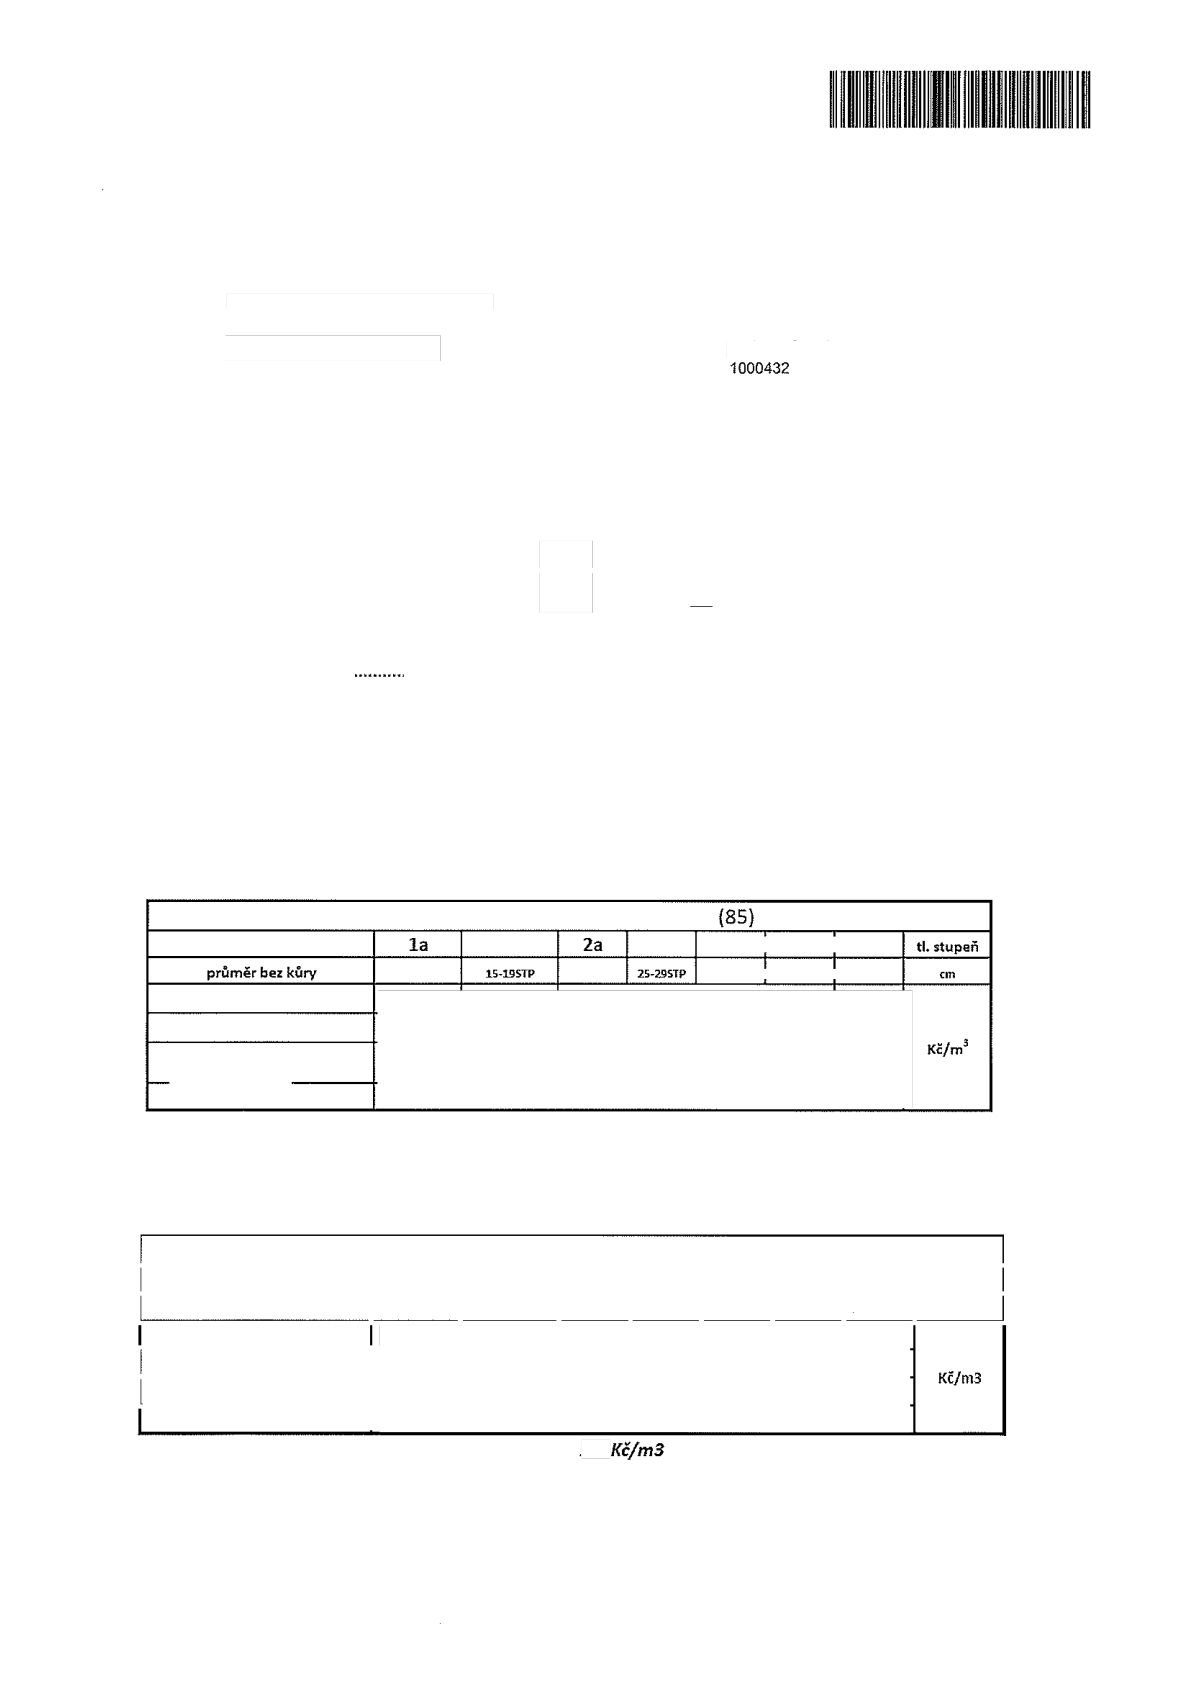 1000432
(85)
1a 2a tl. stupeň
průměr bez kůry 15-19STP 25-29STP cm
Kč/m³
Kč/m3
Kč/m3